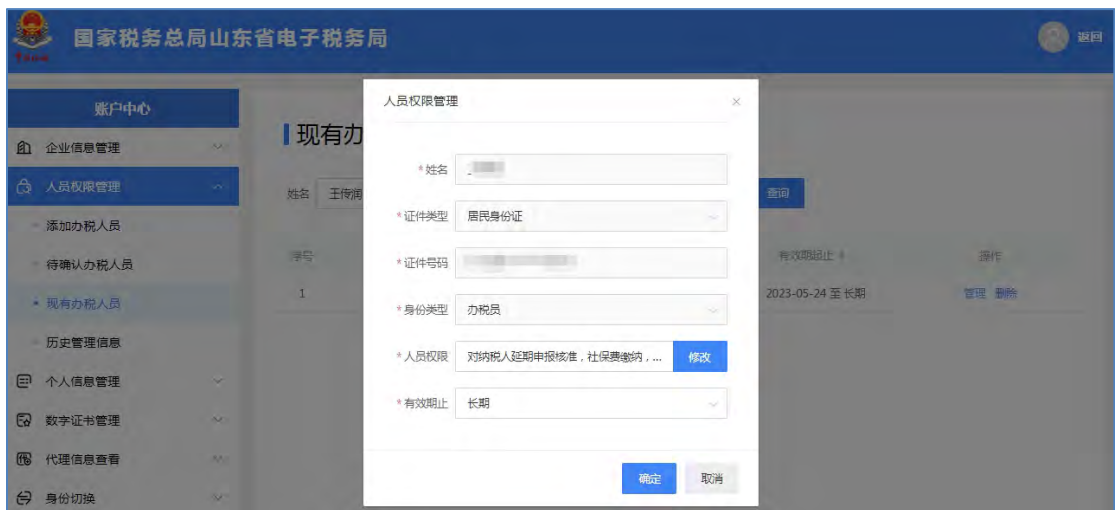 国家税务总局山东省电子税务局
返回
账户中心
企业信息管理
人员权限管理
添加办税人员
待确认办税人员
现有办税人员
历史管理信息
个人信息管理
数字证书管理
代理信息查看
身份切换
现有办
姓名 王传润
查询
序号 有效期起止 操作
1 2023-05-24 至 长期 管理 删除
人员权限管理
*姓名
*证件类型 居民身份证
*证件号码
*身份类型 办税员
*人员权限 对纳税人延期申报核准，社保费缴纳，... 修改
*有效期止 长期
确定 取消